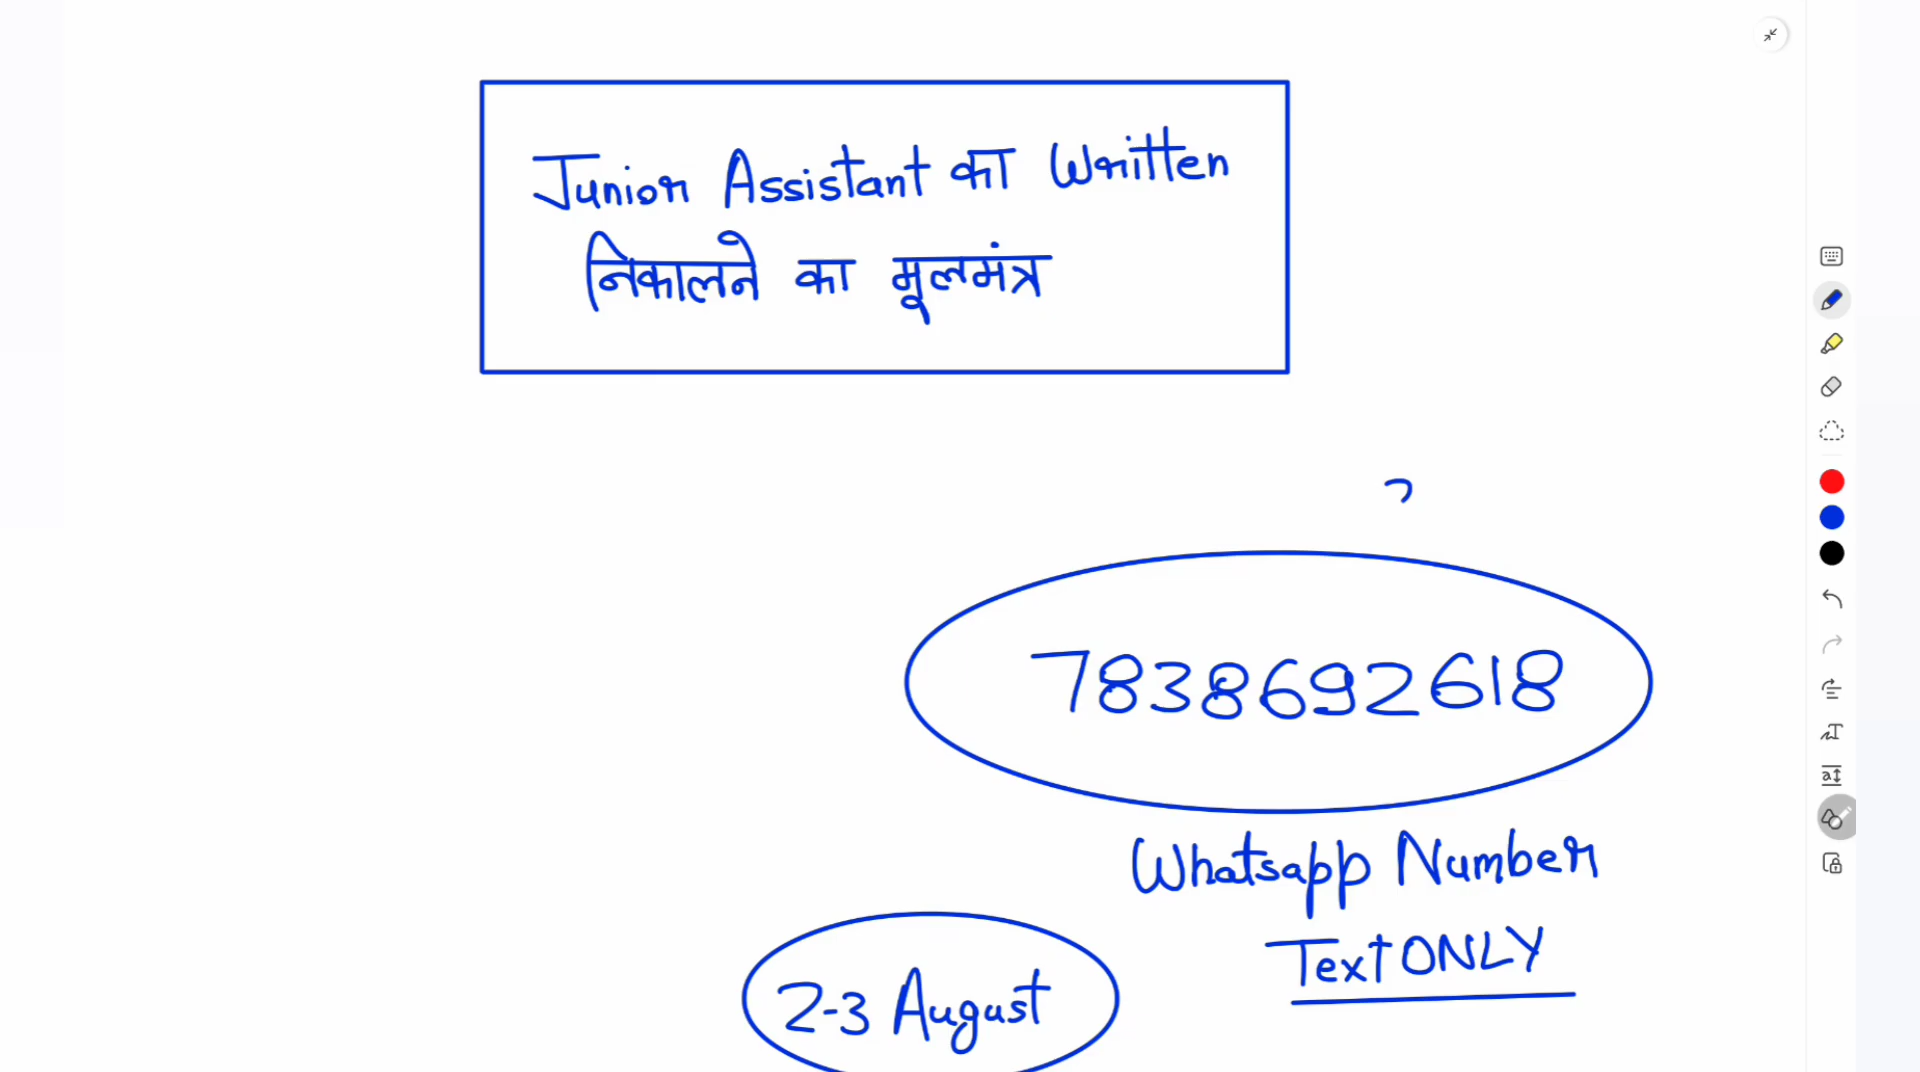 Junior Assistant का Written
निकालने का मूलमंत्र
7838692618
Whatsapp Number
Text ONLY
2-3 August